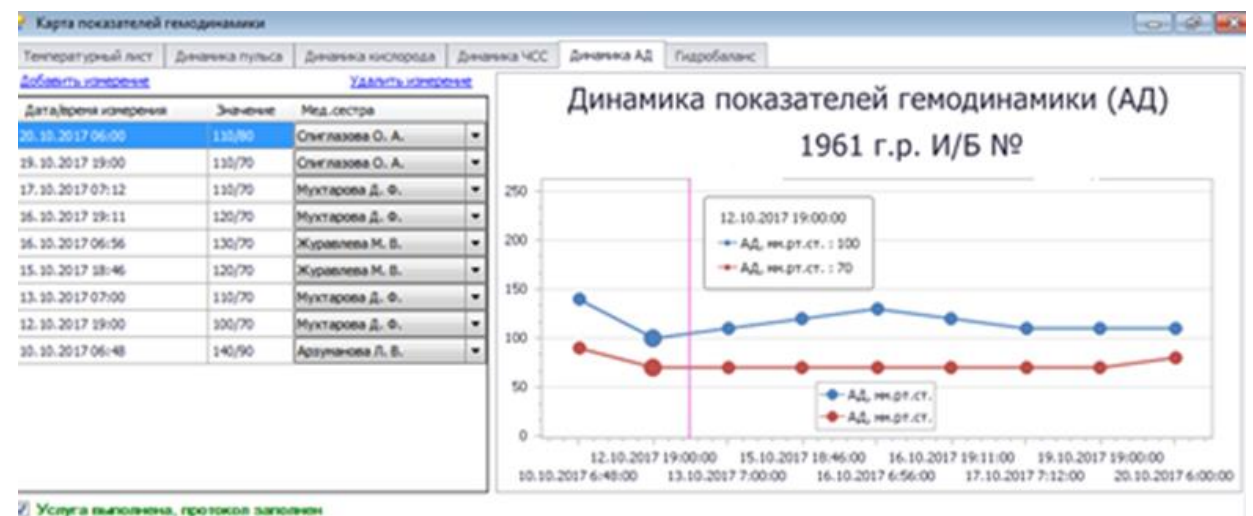 Карта показателей гемодинамики
Температурный лист Динамика пульса Динамика кислорода Динамика ЧСС Динамика АД Гидробаланс
Добавить измерение Удалить измерение
Дата/время измерения Значение Мед.сестра
20.10.2017 06:00 110/80 Спиглазова О. А.
19.10.2017 19:00 110/70 Спиглазова О. А.
17.10.2017 07:12 110/70 Мухтарова Д. Ф.
16.10.2017 19:11 120/70 Мухтарова Д. Ф.
16.10.2017 06:56 130/70 Журавлева М. В.
15.10.2017 18:46 120/70 Журавлева М. В.
13.10.2017 07:00 110/70 Мухтарова Д. Ф.
12.10.2017 19:00 100/70 Мухтарова Д. Ф.
10.10.2017 06:48 140/90 Арзуманова Л. В.
Динамика показателей гемодинамики (АД)
1961 г.р. И/Б №
250
200
150
100
50
0
12.10.2017 19:00:00
АД, мм.рт.ст. : 100
АД, мм.рт.ст. : 70
АД, мм.рт.ст.
АД, мм.рт.ст.
12.10.2017 19:00:00 15.10.2017 18:46:00 16.10.2017 19:11:00 19.10.2017 19:00:00
10.10.2017 6:48:00 13.10.2017 7:00:00 16.10.2017 6:56:00 17.10.2017 7:12:00 20.10.2017 6:00:00
Услуга выполнена, протокол заполнен